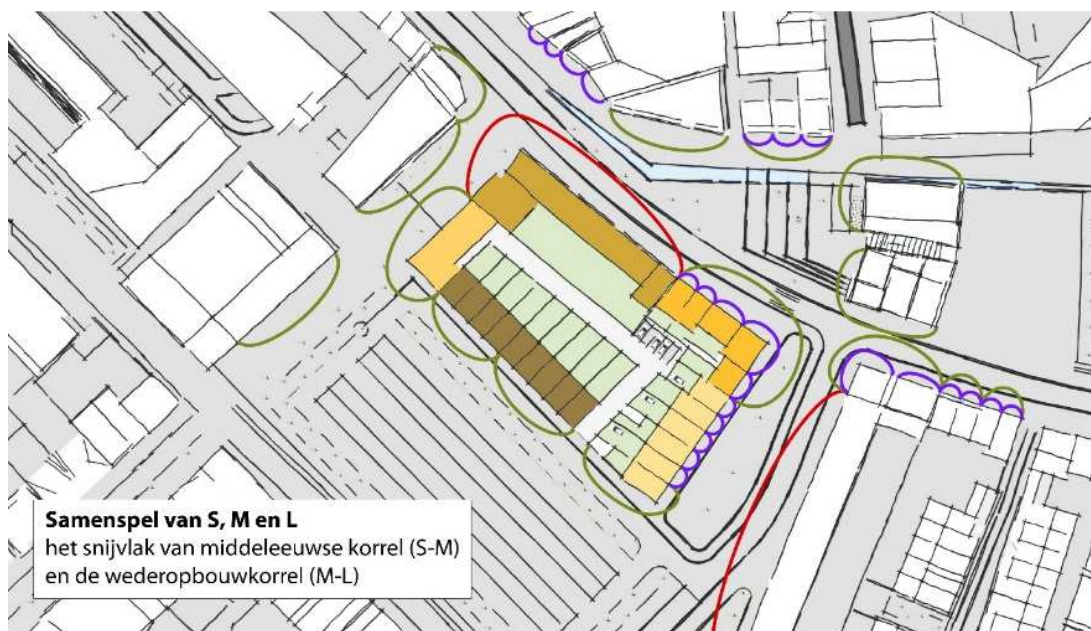 Samenspel van S, M en L
het snijvlak van middeleeuwse korrel (S-M)
en de wederopbouwkorrel (M-L)